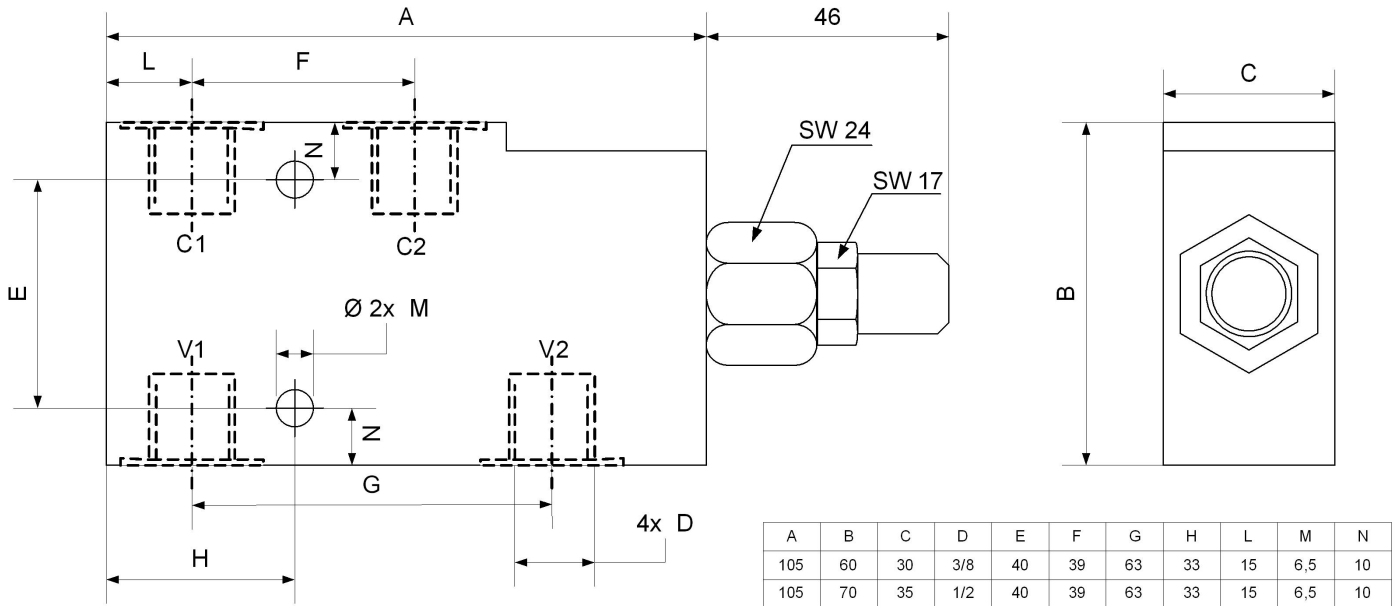 A
46
L
F
C
N
SW 24
SW 17
C1
C2
E
B
Ø 2x M
V1
V2
N
G
4x D
H
A B C D E F G H L M N
105 60 30 3/8 40 39 63 33 15 6,5 10
105 70 35 1/2 40 39 63 33 15 6,5 10